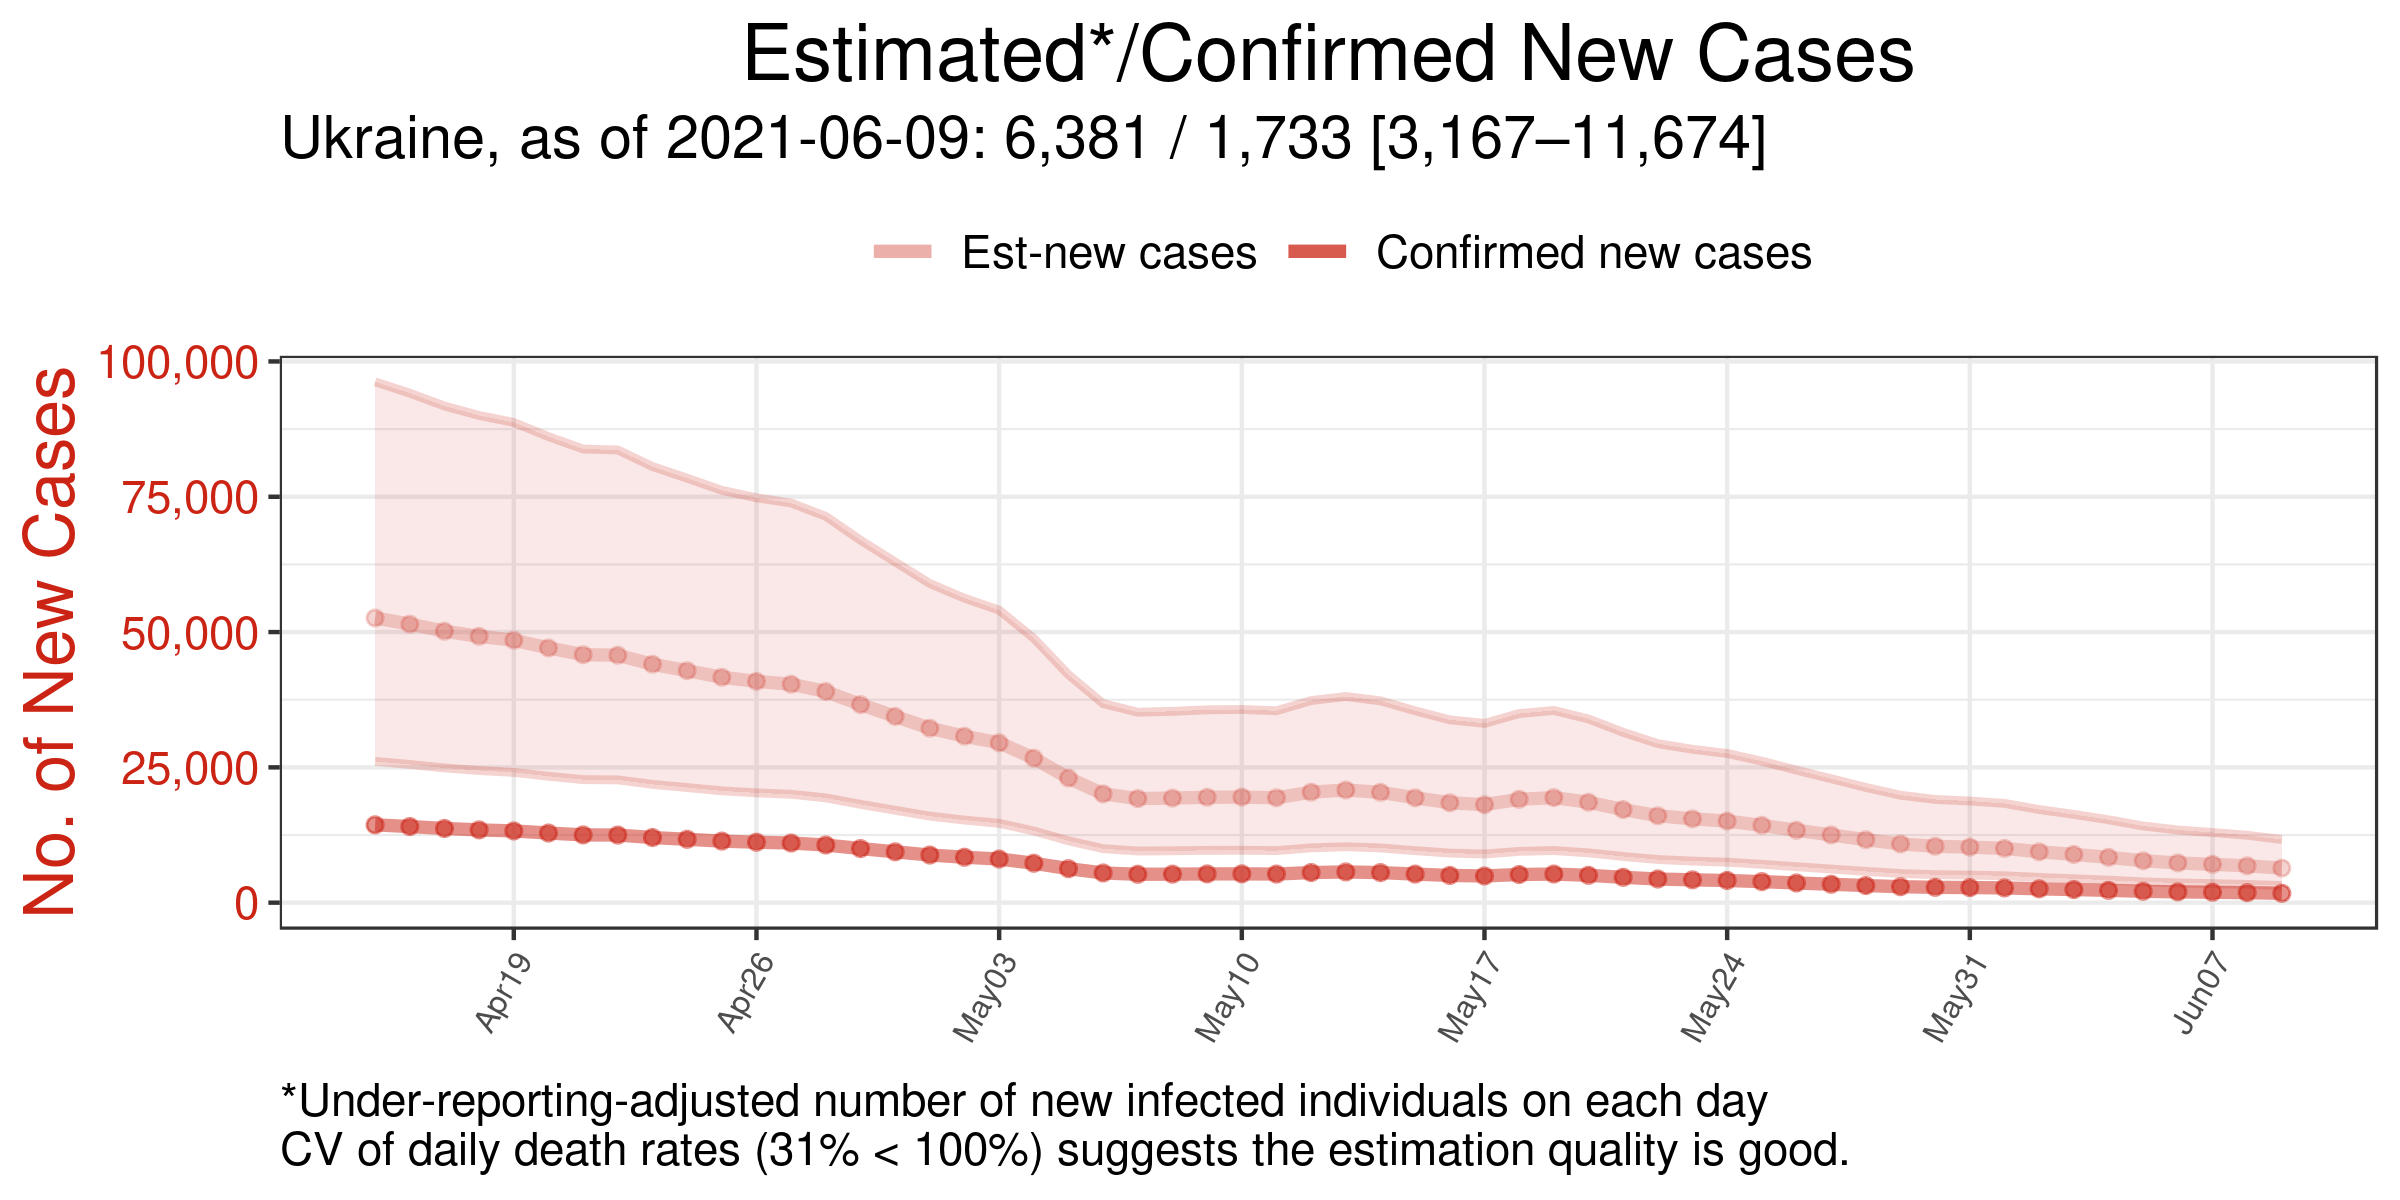 Estimated*/Confirmed New Cases
Ukraine, as of 2021-06-09: 6,381 / 1,733 [3,167–11,674]
Est-new cases Confirmed new cases
No. of New Cases
100,000
75,000
50,000
25,000
0
Apr19 Apr26 May03 May10 May17 May24 May31 Jun07
*Under-reporting-adjusted number of new infected individuals on each day
CV of daily death rates (31% < 100%) suggests the estimation quality is good.